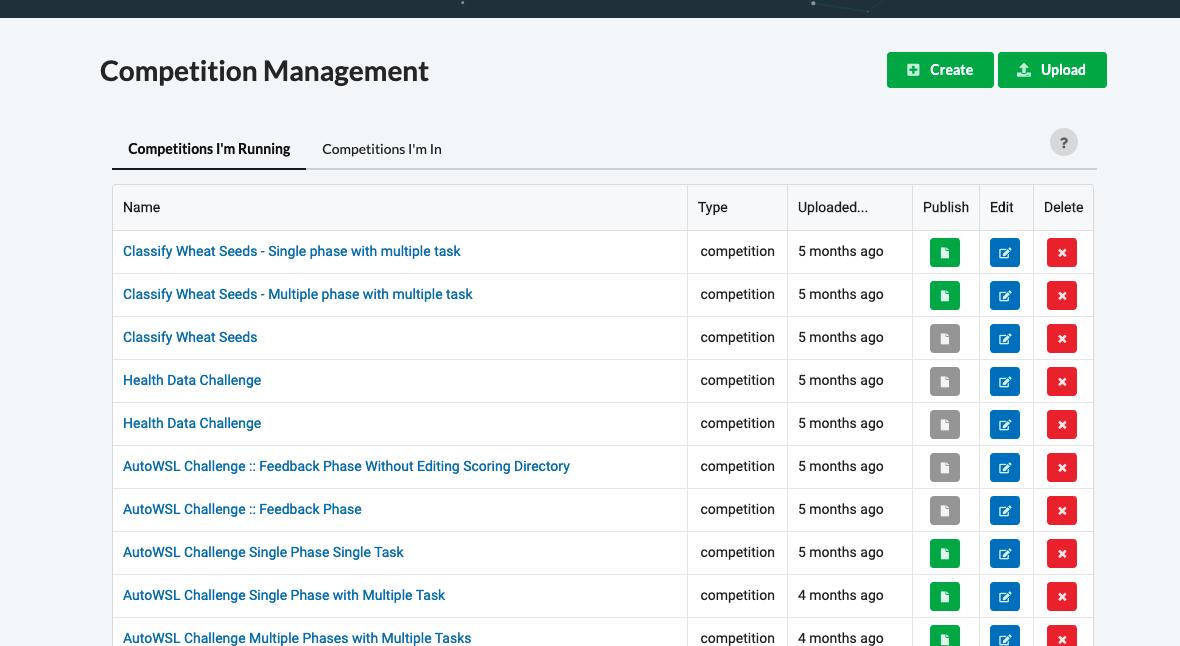 Competition Management
Create
Upload
Competitions I'm Running
Competitions I'm In
?
Name Type Uploaded... Publish Edit Delete
Classify Wheat Seeds - Single phase with multiple task competition 5 months ago
Classify Wheat Seeds - Multiple phase with multiple task competition 5 months ago
Classify Wheat Seeds competition 5 months ago
Health Data Challenge competition 5 months ago
Health Data Challenge competition 5 months ago
AutoWSL Challenge :: Feedback Phase Without Editing Scoring Directory competition 5 months ago
AutoWSL Challenge :: Feedback Phase competition 5 months ago
AutoWSL Challenge Single Phase Single Task competition 5 months ago
AutoWSL Challenge Single Phase with Multiple Task competition 4 months ago
AutoWSL Challenge Multiple Phases with Multiple Tasks competition 4 months ago